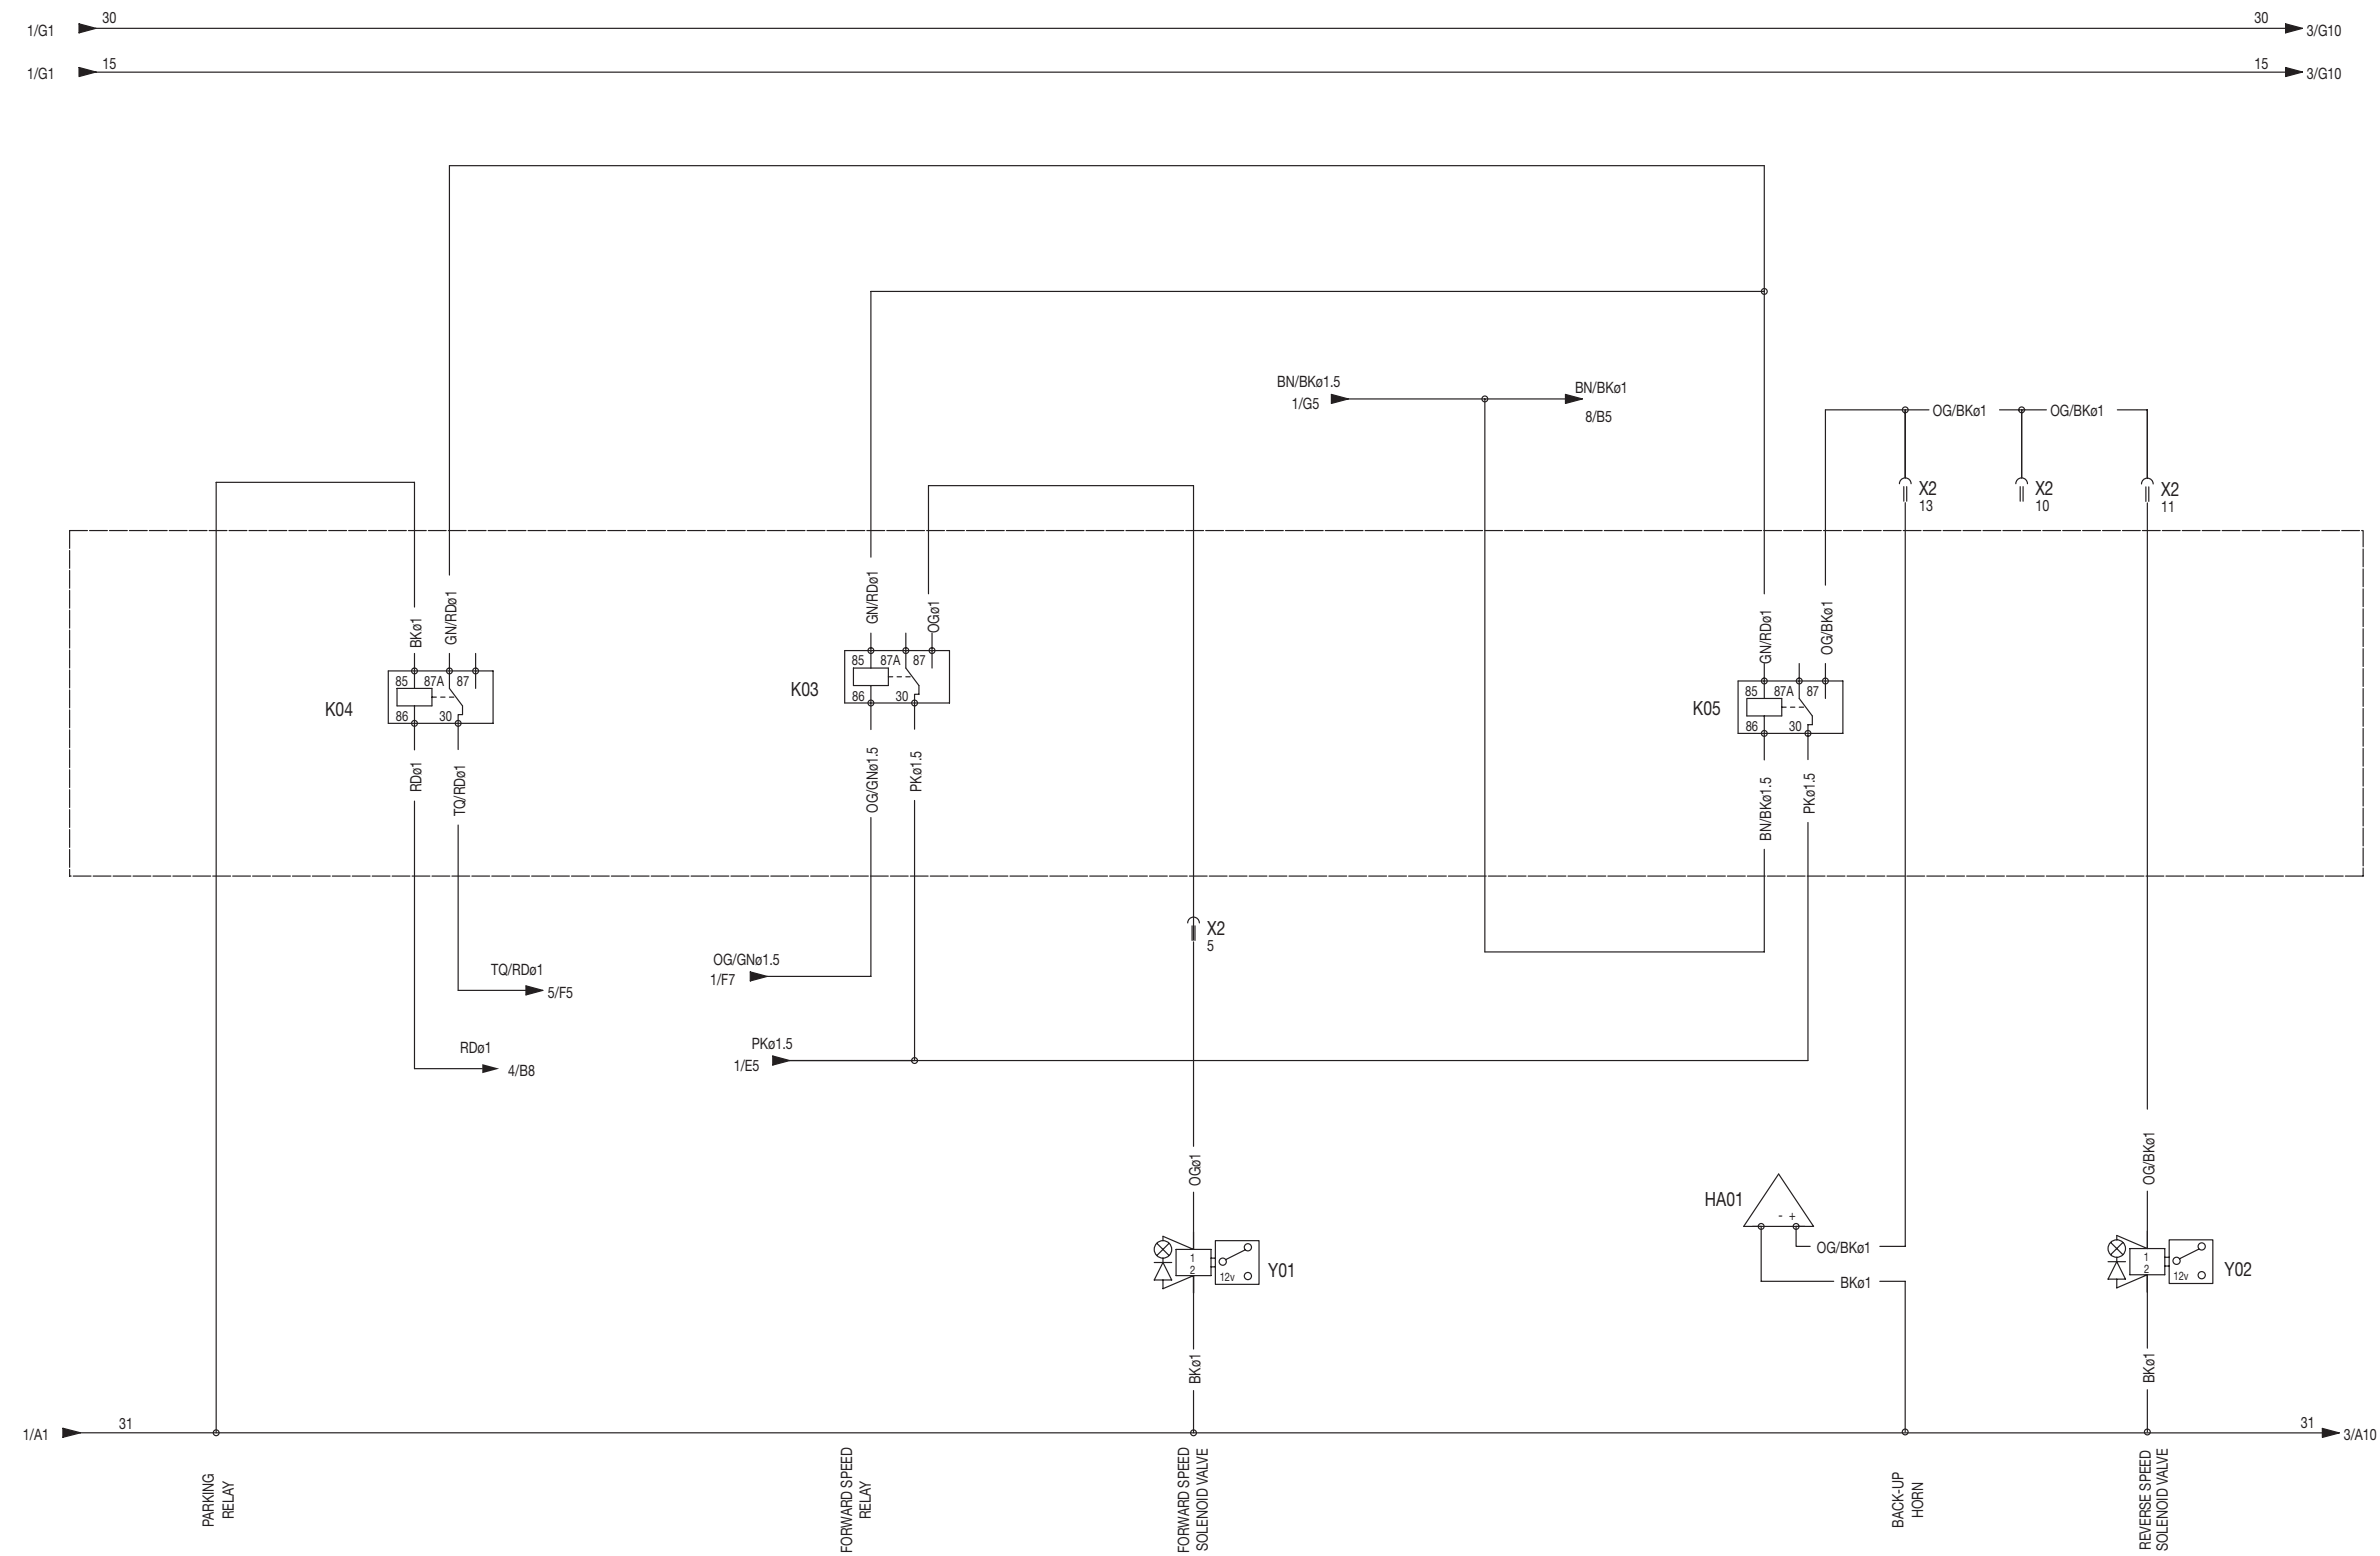 30
30
1/G1
3/G10
15
15
1/G1
3/G10
BN/BKø1.5
BN/BKø1
1/G5
8/B5
OG/BKø1
OG/BKø1
X2
13
X2
10
X2
11
BKø1
GN/RDø1
GN/RDø1
OGø1
GN/RDø1
OG/BKø1
K04
85
87A
87
86
30
K03
85
87A
87
86
30
K05
85
87A
87
86
30
RDø1
TQ/RDø1
OG/GNø1.5
PKø1.5
BN/BKø1.5
PKø1.5
X2
5
TQ/RDø1
5/F5
OG/GNø1.5
1/F7
RDø1
4/B8
PKø1.5
1/E5
OGø1
OG/BKø1
HA01
- +
OG/BKø1
BKø1
1
2
12v
Y01
1
2
12v
Y02
BKø1
BKø1
31
31
1/A1
3/A10
PARKING
RELAY
FORWARD SPEED
RELAY
FORWARD SPEED
SOLENOID VALVE
BACK-UP
HORN
REVERSE SPEED
SOLENOID VALVE